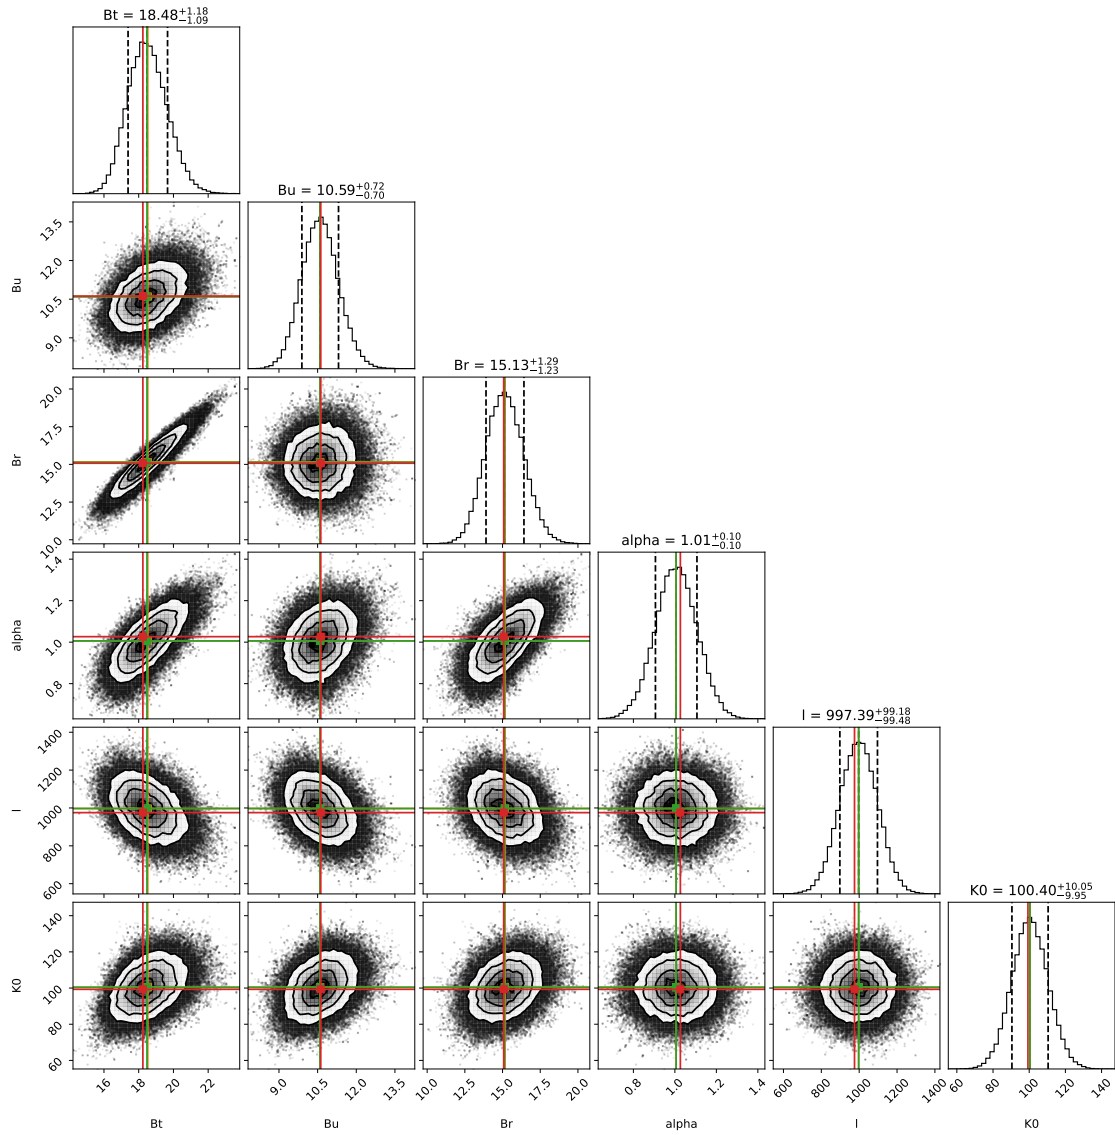 Bt = 18.48+1.18−1.09
Bu = 10.59+0.72−0.70
Bu
13.5
12.0
10.5
9.0
Br = 15.13+1.29−1.23
Br
20.0
17.5
15.0
12.5
10.0
alpha = 1.01+0.10−0.10
alpha
1.4
1.2
1.0
0.8
I = 997.39+99.18−99.48
I
1400
1200
1000
800
600
K0 = 100.40+10.05−9.95
K0
140
120
100
80
60
16 18 20 22
9.0 10.5 12.0 13.5
10.0 12.5 15.0 17.5 20.0
0.8 1.0 1.2 1.4
600 800 1000 1200 1400
60 80 100 120 140
Bt Bu Br alpha I K0